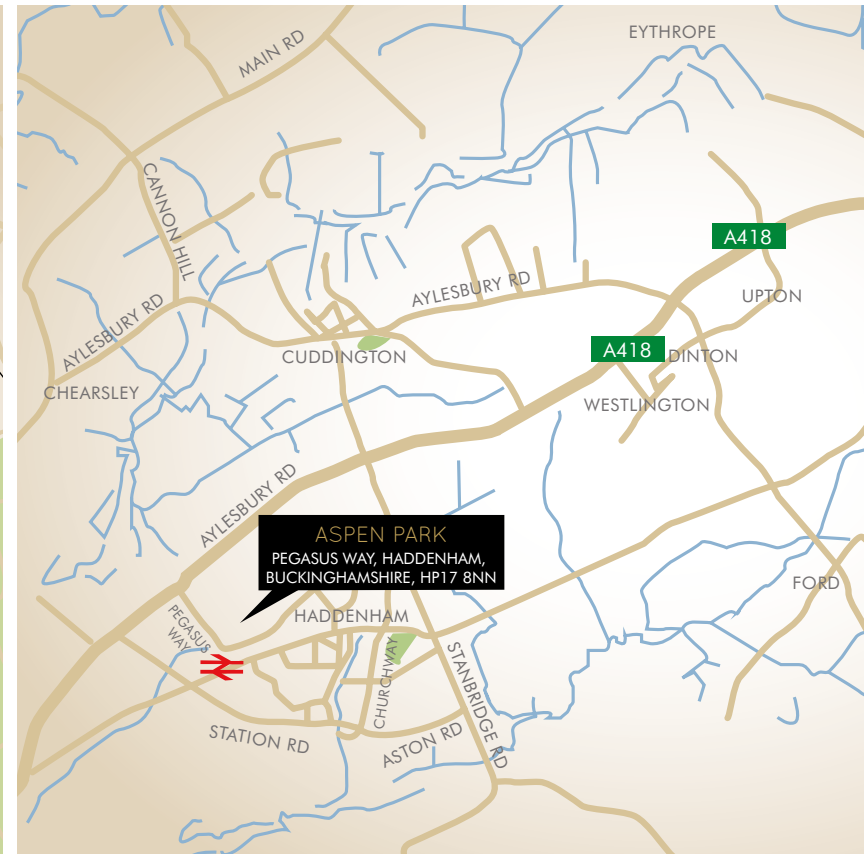 EYTHROPE
MAIN RD
CANNON HILL
A418
AYLESBURY RD
UPTON
AYLESBURY RD
A418
DINTON
CUDDINGTON
CHEARSLEY
WESTLINGTON
AYLESBURY RD
ASPEN PARK
PEGASUS WAY, HADDENHAM,
BUCKINGHAMSHIRE, HP17 8NN
FORD
HADDENHAM
PEGASUS
WAY
CHURCHWAY
STANBRIDGE RD
STATION RD
ASTON RD